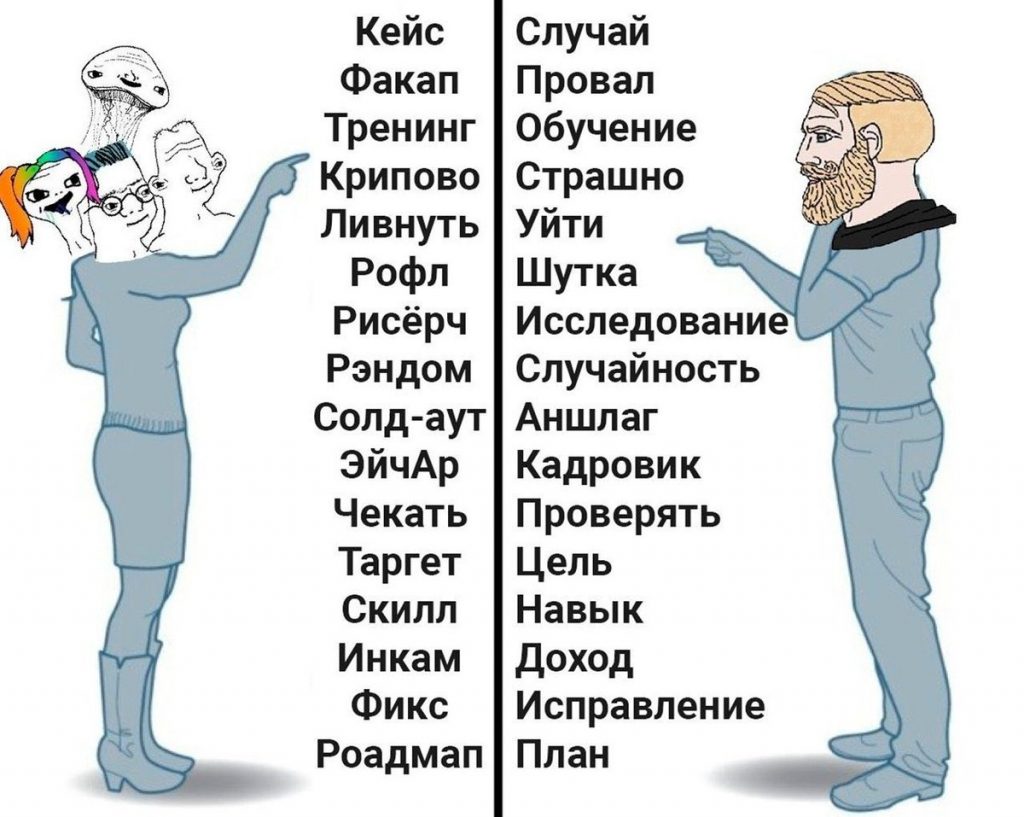 Кейс Случай
Факап Провал
Тренинг Обучение
Крипово Страшно
Ливнуть Уйти
Рофл Шутка
Рисёрч Исследование
Рэндом Случайность
Солд-аут Аншлаг
ЭйчАр Кадровик
Чекать Проверять
Таргет Цель
Скилл Навык
Инкам Доход
Фикс Исправление
Роадмап План